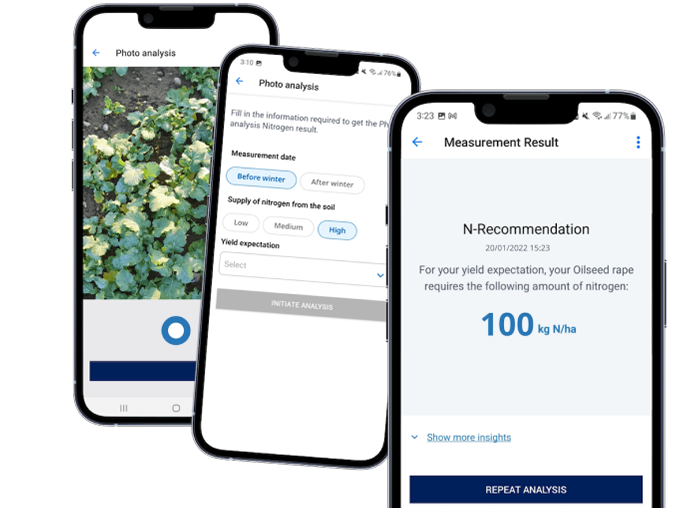 Photo analysis
3:10
76%
Photo analysis
Fill in the information required to get the
analysis Nitrogen result.
Measurement date
Before winter
After winter
Supply of nitrogen from the soil
Low
Medium
High
Yield expectation
Select
INITIATE ANALYSIS
3:23
77%
Measurement Result
N-Recommendation
20/01/2022 15:23
For your yield expectation, your Oilseed rape
requires the following amount of nitrogen:
100 kg N/ha
Show more insights
REPEAT ANALYSIS